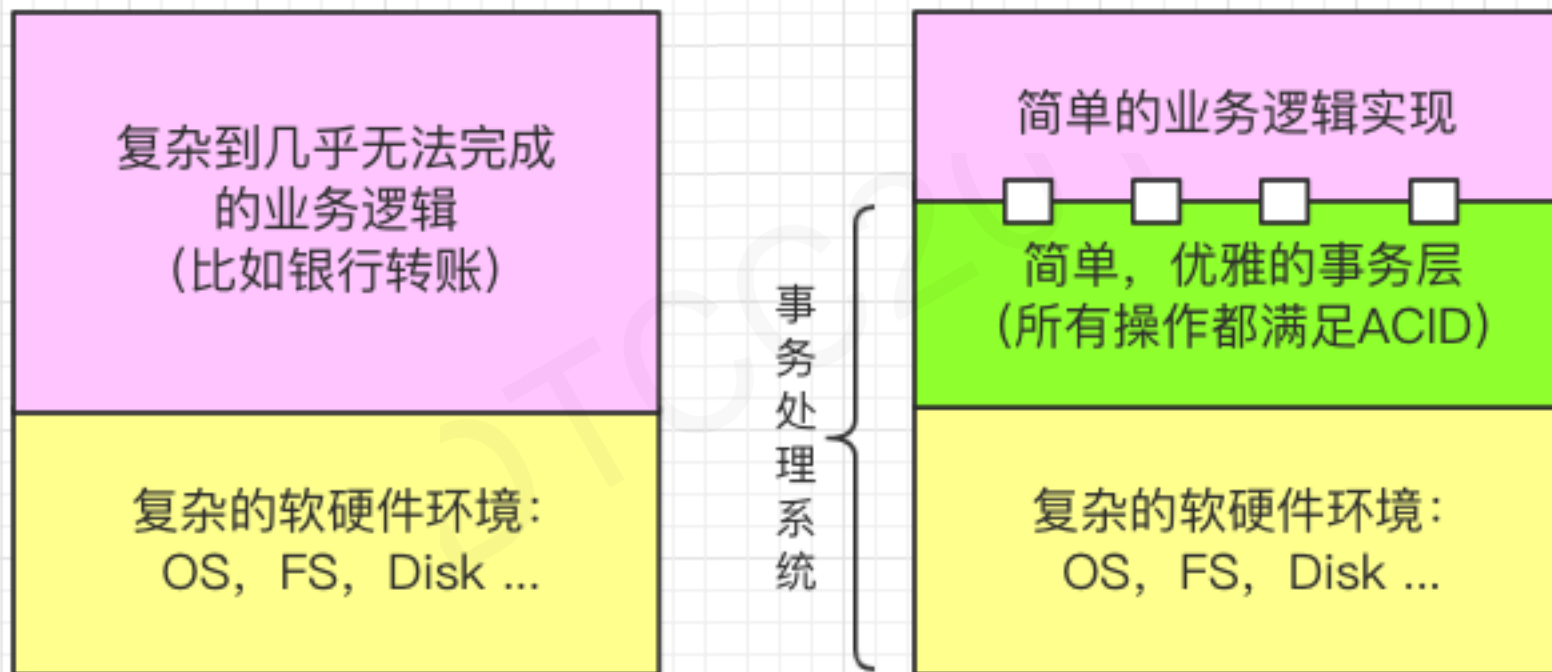 复杂到几乎无法完成
的业务逻辑
（比如银行转账）
复杂的软硬件环境：
OS，FS，Disk ...
事务处理系统
简单的业务逻辑实现
简单，优雅的事务层
（所有操作都满足ACID）
复杂的软硬件环境：
OS，FS，Disk ...